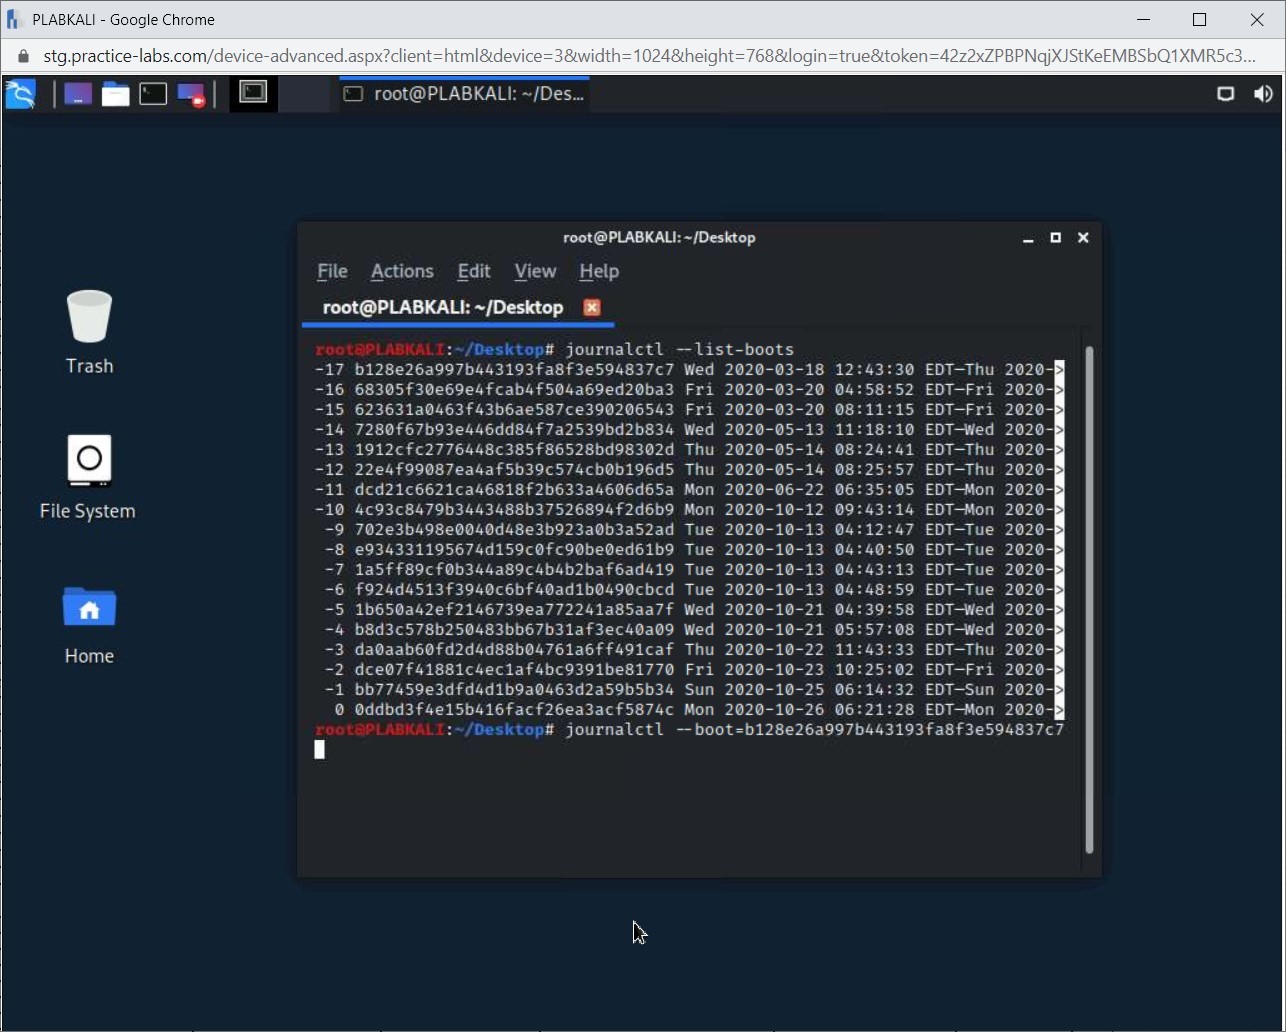 PLABKALI - Google Chrome
stg.practice-labs.com/device-advanced.aspx?client=html&device=3&width=1024&height=768&login=true&token=42z2xZPBPNqjXJStKeEMBSbQ1XMR5c3...
root@PLABKALI: ~/Des...
root@PLABKALI: ~/Desktop
File Actions Edit View Help
root@PLABKALI: ~/Desktop
root@PLABKALI:~/Desktop# journalctl --list-boots
-17 b128e26a997b443193fa8f3e594837c7 Wed 2020-03-18 12:43:30 EDT—Thu 2020->
-16 68305f30e69e4fcab4f504a69ed20ba3 Fri 2020-03-20 04:58:52 EDT—Fri 2020->
-15 623631a0463f43b6ae587ce390206543 Fri 2020-03-20 08:11:15 EDT—Fri 2020->
-14 7280f67b93e446dd84f7a2539bd2b834 Wed 2020-05-13 11:18:10 EDT—Wed 2020->
-13 1912cfc2776448c385f86528bd98302d Thu 2020-05-14 08:24:41 EDT—Thu 2020->
-12 22e4f99087ea4af5b39c574cb0b196d5 Thu 2020-05-14 08:25:57 EDT—Thu 2020->
-11 dcd21c6621ca46818f2b633a4606d65a Mon 2020-06-22 06:35:05 EDT—Mon 2020->
-10 4c93c8479b3443488b37526894f2d6b9 Mon 2020-10-12 09:43:14 EDT—Mon 2020->
-9 702e3b498e0040d48e3b923a0b3a52ad Tue 2020-10-13 04:12:47 EDT—Tue 2020->
-8 e934331195674d159c0fc90be0ed61b9 Tue 2020-10-13 04:40:50 EDT—Tue 2020->
-7 1a5ff89cf0b344a89c4b4b2baf6ad419 Tue 2020-10-13 04:43:13 EDT—Tue 2020->
-6 f924d4513f3940c6bf40ad1b0490cbcd Tue 2020-10-13 04:48:59 EDT—Tue 2020->
-5 1b650a42ef2146739ea772241a85aa7f Wed 2020-10-21 04:39:58 EDT—Wed 2020->
-4 b8d3c578b250483bb67b31af3ec40a09 Wed 2020-10-21 05:57:08 EDT—Wed 2020->
-3 da0aab60fd2d4d88b04761a6ff491caf Thu 2020-10-22 11:43:33 EDT—Thu 2020->
-2 dce07f41881c4ec1af4bc9391be81770 Fri 2020-10-23 10:25:02 EDT—Fri 2020->
-1 bb77459e3dfd4d1b9a0463d2a59b5b34 Sun 2020-10-25 06:14:32 EDT—Sun 2020->
0 0ddbd3f4e15b416facf26ea3acf5874c Mon 2020-10-26 06:21:28 EDT—Mon 2020->
root@PLABKALI:~/Desktop# journalctl --boot=b128e26a997b443193fa8f3e594837c7
Trash
File System
Home